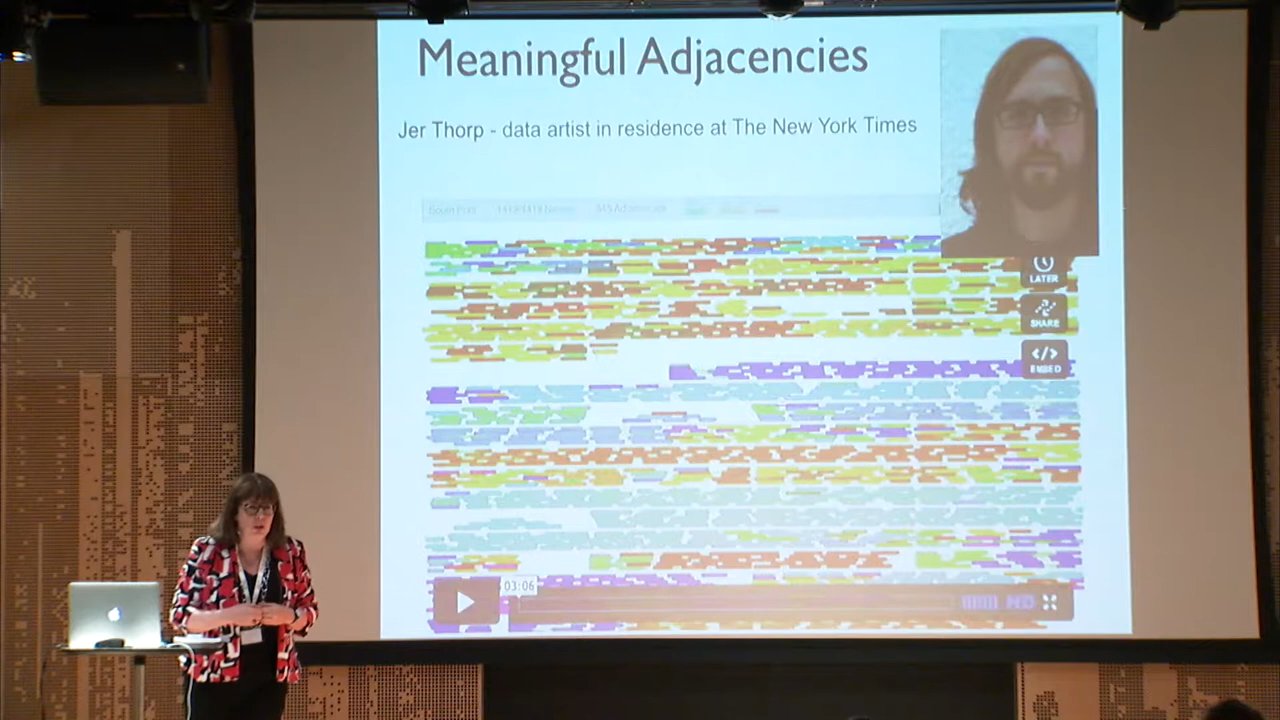 Meaningful Adjacencies
Jer Thorp - data artist in residence at The New York Times
LATER
SHARE
EMBED
03:06
HD